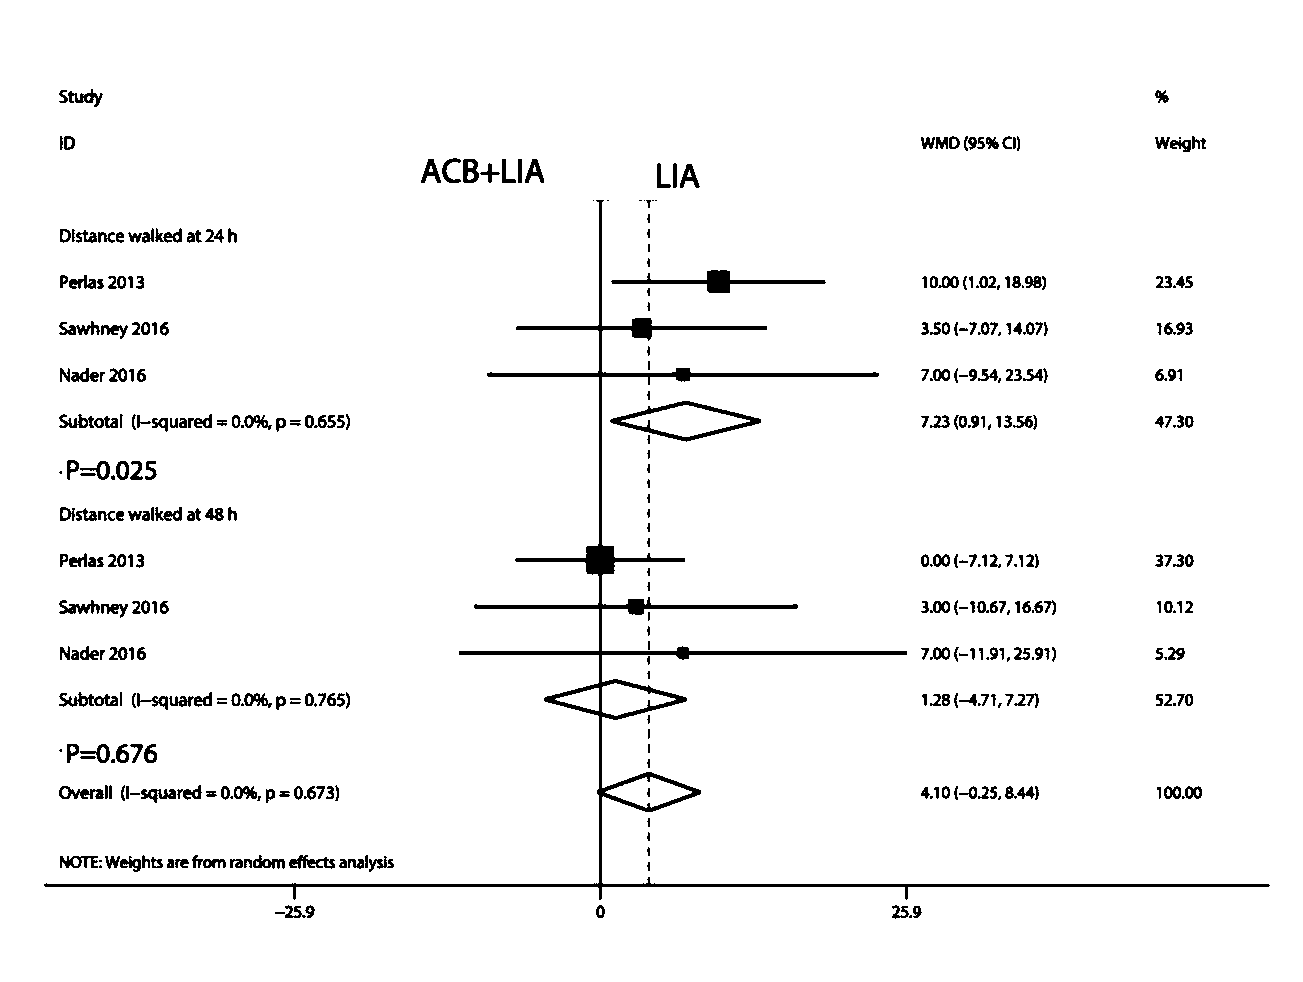 Study %
ID WMD (95% CI) Weight
ACB+LIA LIA
Distance walked at 24 h
Perlas 2013 10.00 (1.02, 18.98) 23.45
Sawhney 2016 3.50 (−7.07, 14.07) 16.93
Nader 2016 7.00 (−9.54, 23.54) 6.91
Subtotal (I−squared = 0.0%, p = 0.655) 7.23 (0.91, 13.56) 47.30
P=0.025
Distance walked at 48 h
Perlas 2013 0.00 (−7.12, 7.12) 37.30
Sawhney 2016 3.00 (−10.67, 16.67) 10.12
Nader 2016 7.00 (−11.91, 25.91) 5.29
Subtotal (I−squared = 0.0%, p = 0.765) 1.28 (−4.71, 7.27) 52.70
P=0.676
Overall (I−squared = 0.0%, p = 0.673) 4.10 (−0.25, 8.44) 100.00
NOTE: Weights are from random effects analysis
−25.9 0 25.9